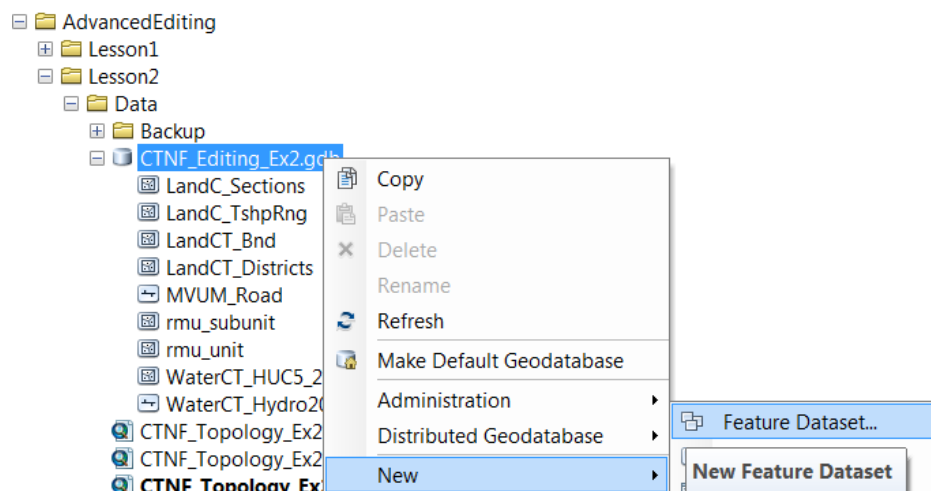 AdvancedEditing
Lesson1
Lesson2
Data
Backup
CTNF_Editing_Ex2.gdb
LandC_Sections
LandC_TshpRng
LandCT_Bnd
LandCT_Districts
MVUM_Road
rmu_subunit
rmu_unit
WaterCT_HUC5_2
WaterCT_Hydro20
CTNF_Topology_Ex2
CTNF_Topology_Ex2
CTNF_Topology_Ex
Copy
Paste
Delete
Rename
Refresh
Make Default Geodatabase
Administration
Distributed Geodatabase
New
Feature Dataset...
New Feature Dataset